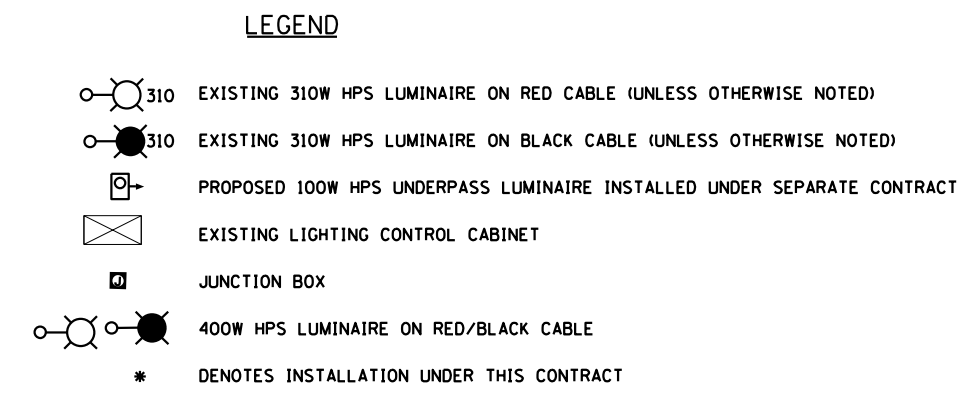 LEGEND
310 EXISTING 310W HPS LUMINAIRE ON RED CABLE (UNLESS OTHERWISE NOTED)
310 EXISTING 310W HPS LUMINAIRE ON BLACK CABLE (UNLESS OTHERWISE NOTED)
PROPOSED 100W HPS UNDERPASS LUMINAIRE INSTALLED UNDER SEPARATE CONTRACT
EXISTING LIGHTING CONTROL CABINET
J JUNCTION BOX
400W HPS LUMINAIRE ON RED/BLACK CABLE
* DENOTES INSTALLATION UNDER THIS CONTRACT